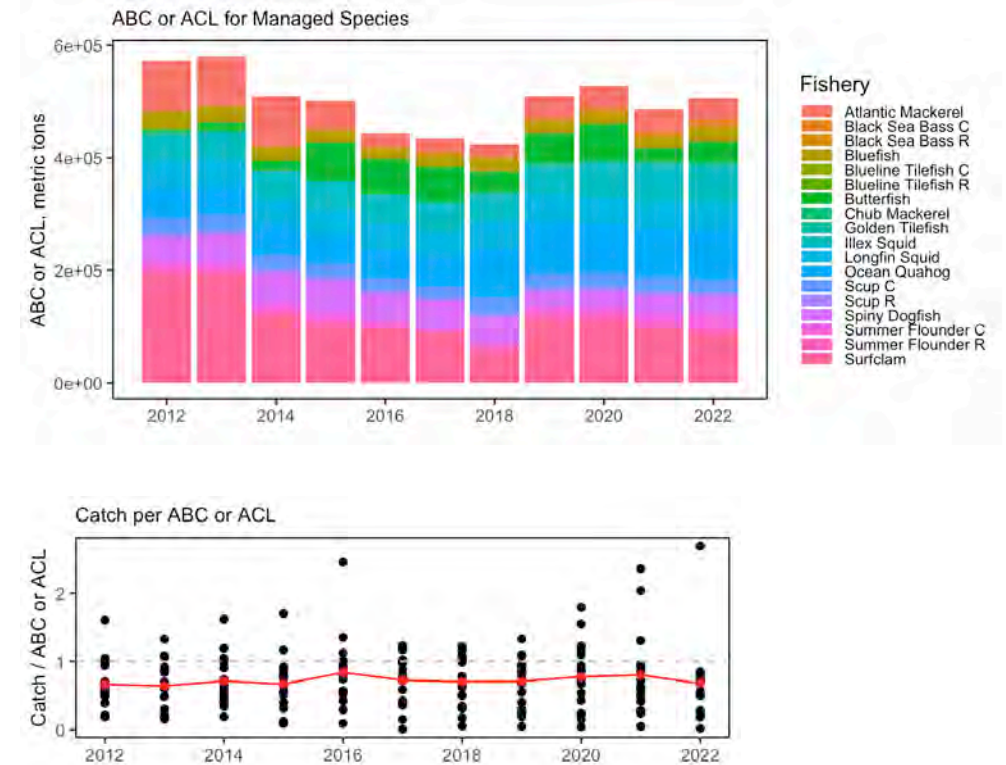 ABC or ACL for Managed Species
ABC or ACL, metric tons
6e+05
4e+05
2e+05
0e+00
2012 2014 2016 2018 2020 2022
Fishery
Atlantic Mackerel
Black Sea Bass C
Black Sea Bass R
Bluefish
Blueline Tilefish C
Blueline Tilefish R
Butterfish
Chub Mackerel
Golden Tilefish
Illex Squid
Longfin Squid
Ocean Quahog
Scup C
Scup R
Spiny Dogfish
Summer Flounder C
Summer Flounder R
Surfclam
Catch per ABC or ACL
Catch / ABC or ACL
2
1
0
2012 2014 2016 2018 2020 2022